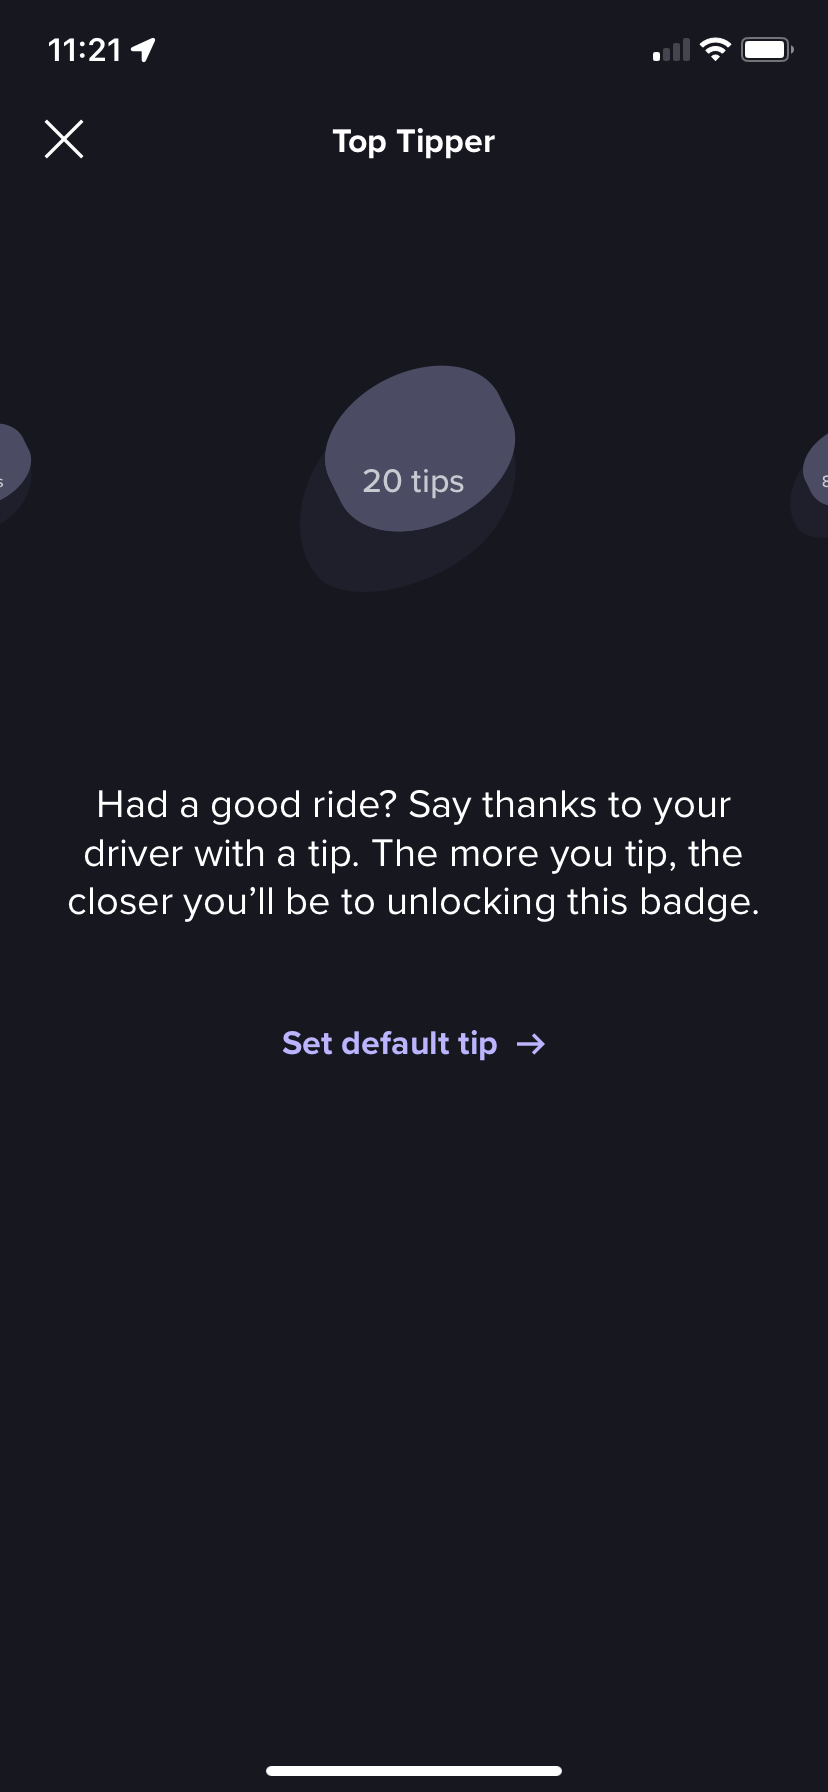 11:21
Top Tipper
20 tips
Had a good ride? Say thanks to your
driver with a tip. The more you tip, the
closer you’ll be to unlocking this badge.
Set default tip →